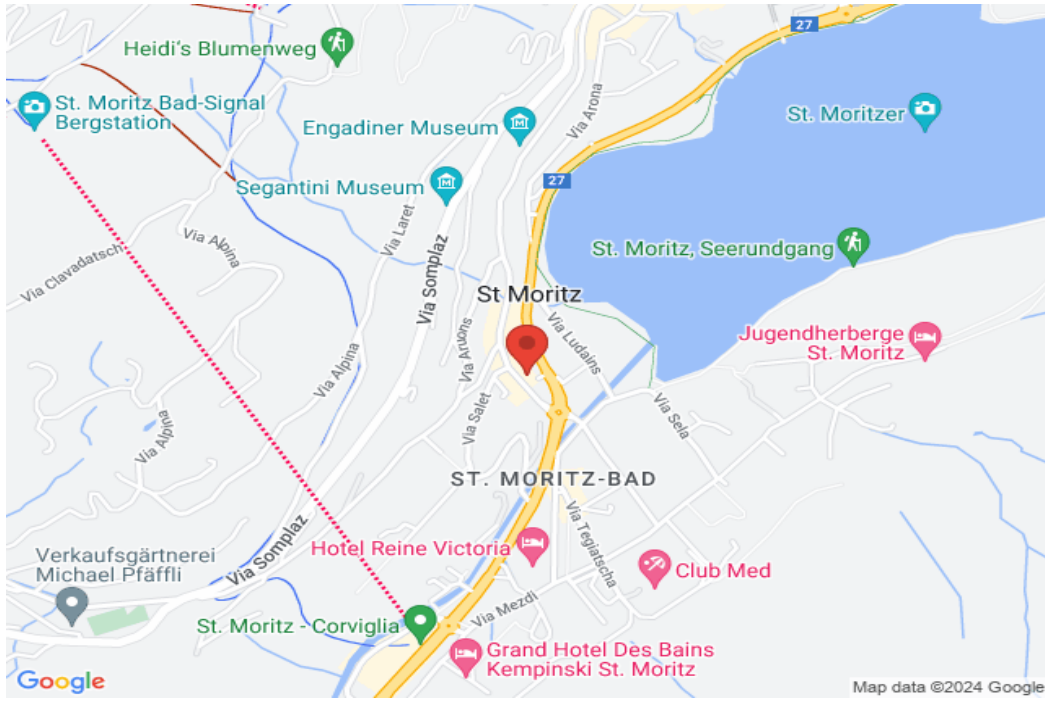 27
Heidi's Blumenweg
St. Moritz Bad-Signal
Bergstation
Engadiner Museum
Via Arona
St. Moritzer
27
Segantini Museum
Via Laret
Via Alpina
Via Clavadatsch
Via Somplaz
St. Moritz, Seerundgang
St Moritz
Via Aruons
Via Ludains
Jugendherberge
St. Moritz
Via Alpina
Via Salet
Via Sela
Via Alpina
ST. MORITZ-BAD
Via Tegiatscha
Via Somplaz
Hotel Reine Victoria
Club Med
Verkaufsgärtnerei
Michael Pfäffli
Via Mezdi
St. Moritz - Corviglia
Grand Hotel Des Bains
Kempinski St. Moritz
Google
Map data ©2024 Google